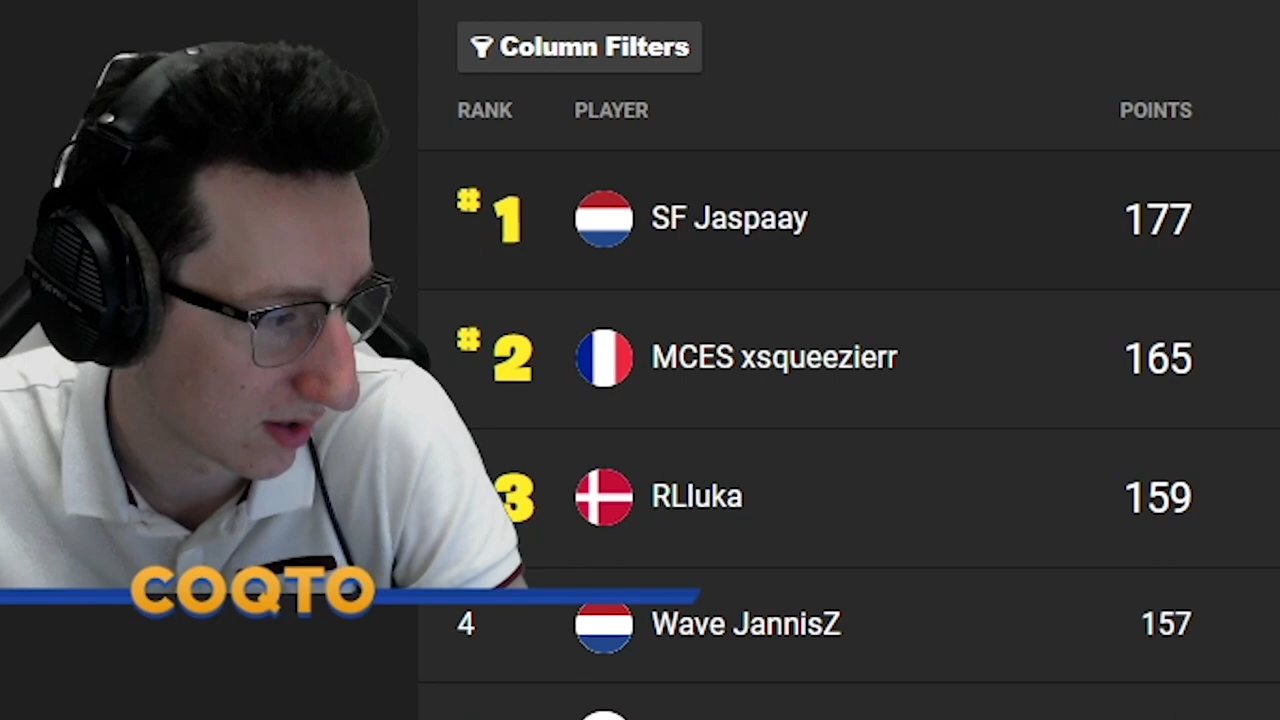 Column Filters
RANK PLAYER POINTS
#1 SF Jaspaay 177
#2 MCES xsqueezierr 165
3 RLluka 159
COQTO
4 Wave JannisZ 157